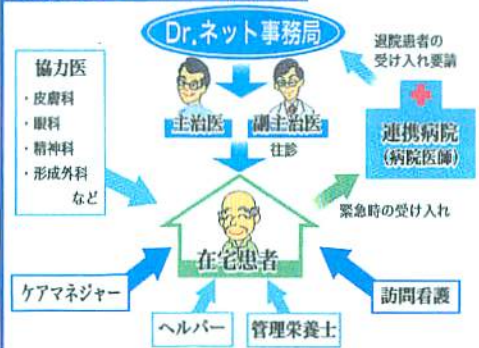 Dr.ネット事務局
退院患者の
受け入れ要請
協力医
・皮膚科
・眼科
・精神科
・形成外科
など
主治医
副主治医
往診
連携病院
(病院医師)
緊急時の受け入れ
在宅患者
ケアマネジャー
訪問看護
ヘルパー
管理栄養士